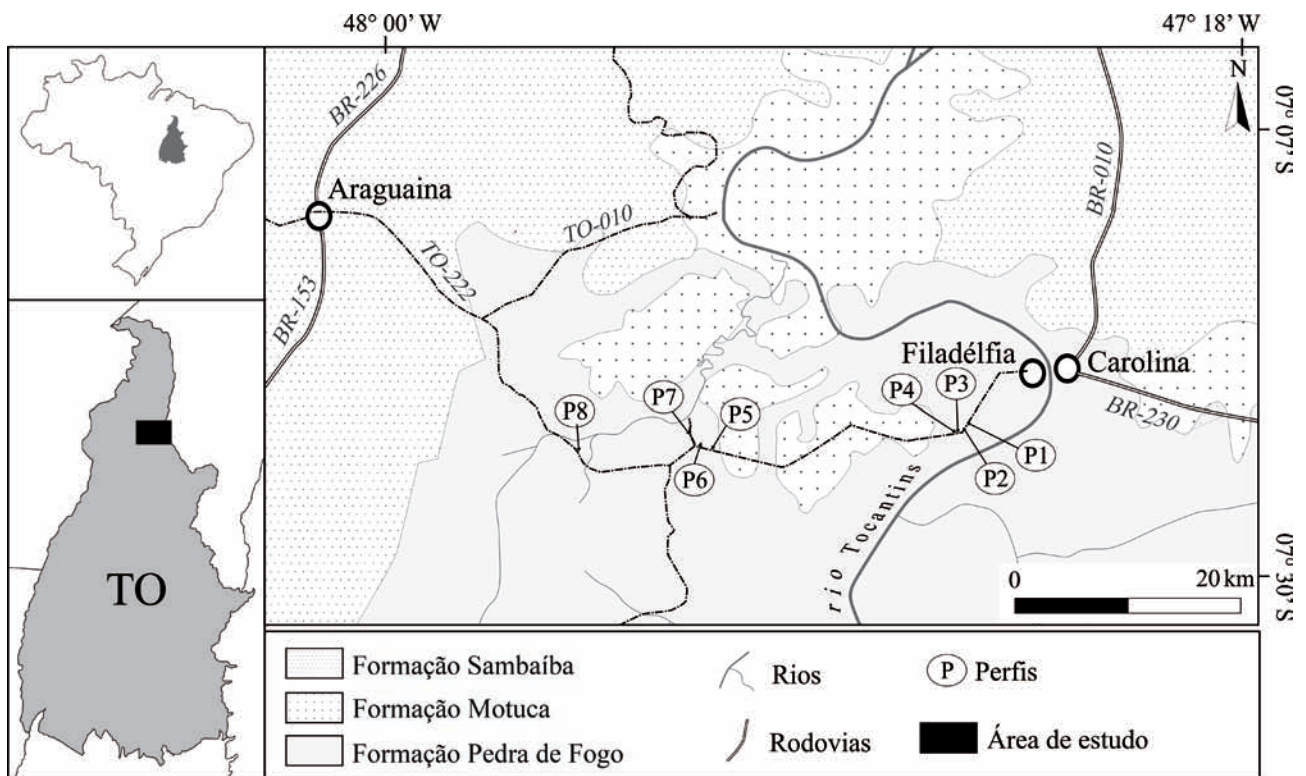 48° 00’ W
47° 18’ W
N
07° 07’ S
BR-226
BR-010
Araguaina
TO-010
TO-222
BR-153
Filadélfia
Carolina
BR-230
P8
P7
P5
P6
P4
P3
P2
P1
rio Tocantins
0 20 km
07° 30’ S
TO
Formação Sambaíba
Formação Motuca
Formação Pedra de Fogo
Rios
Rodovias
P Perfis
Área de estudo